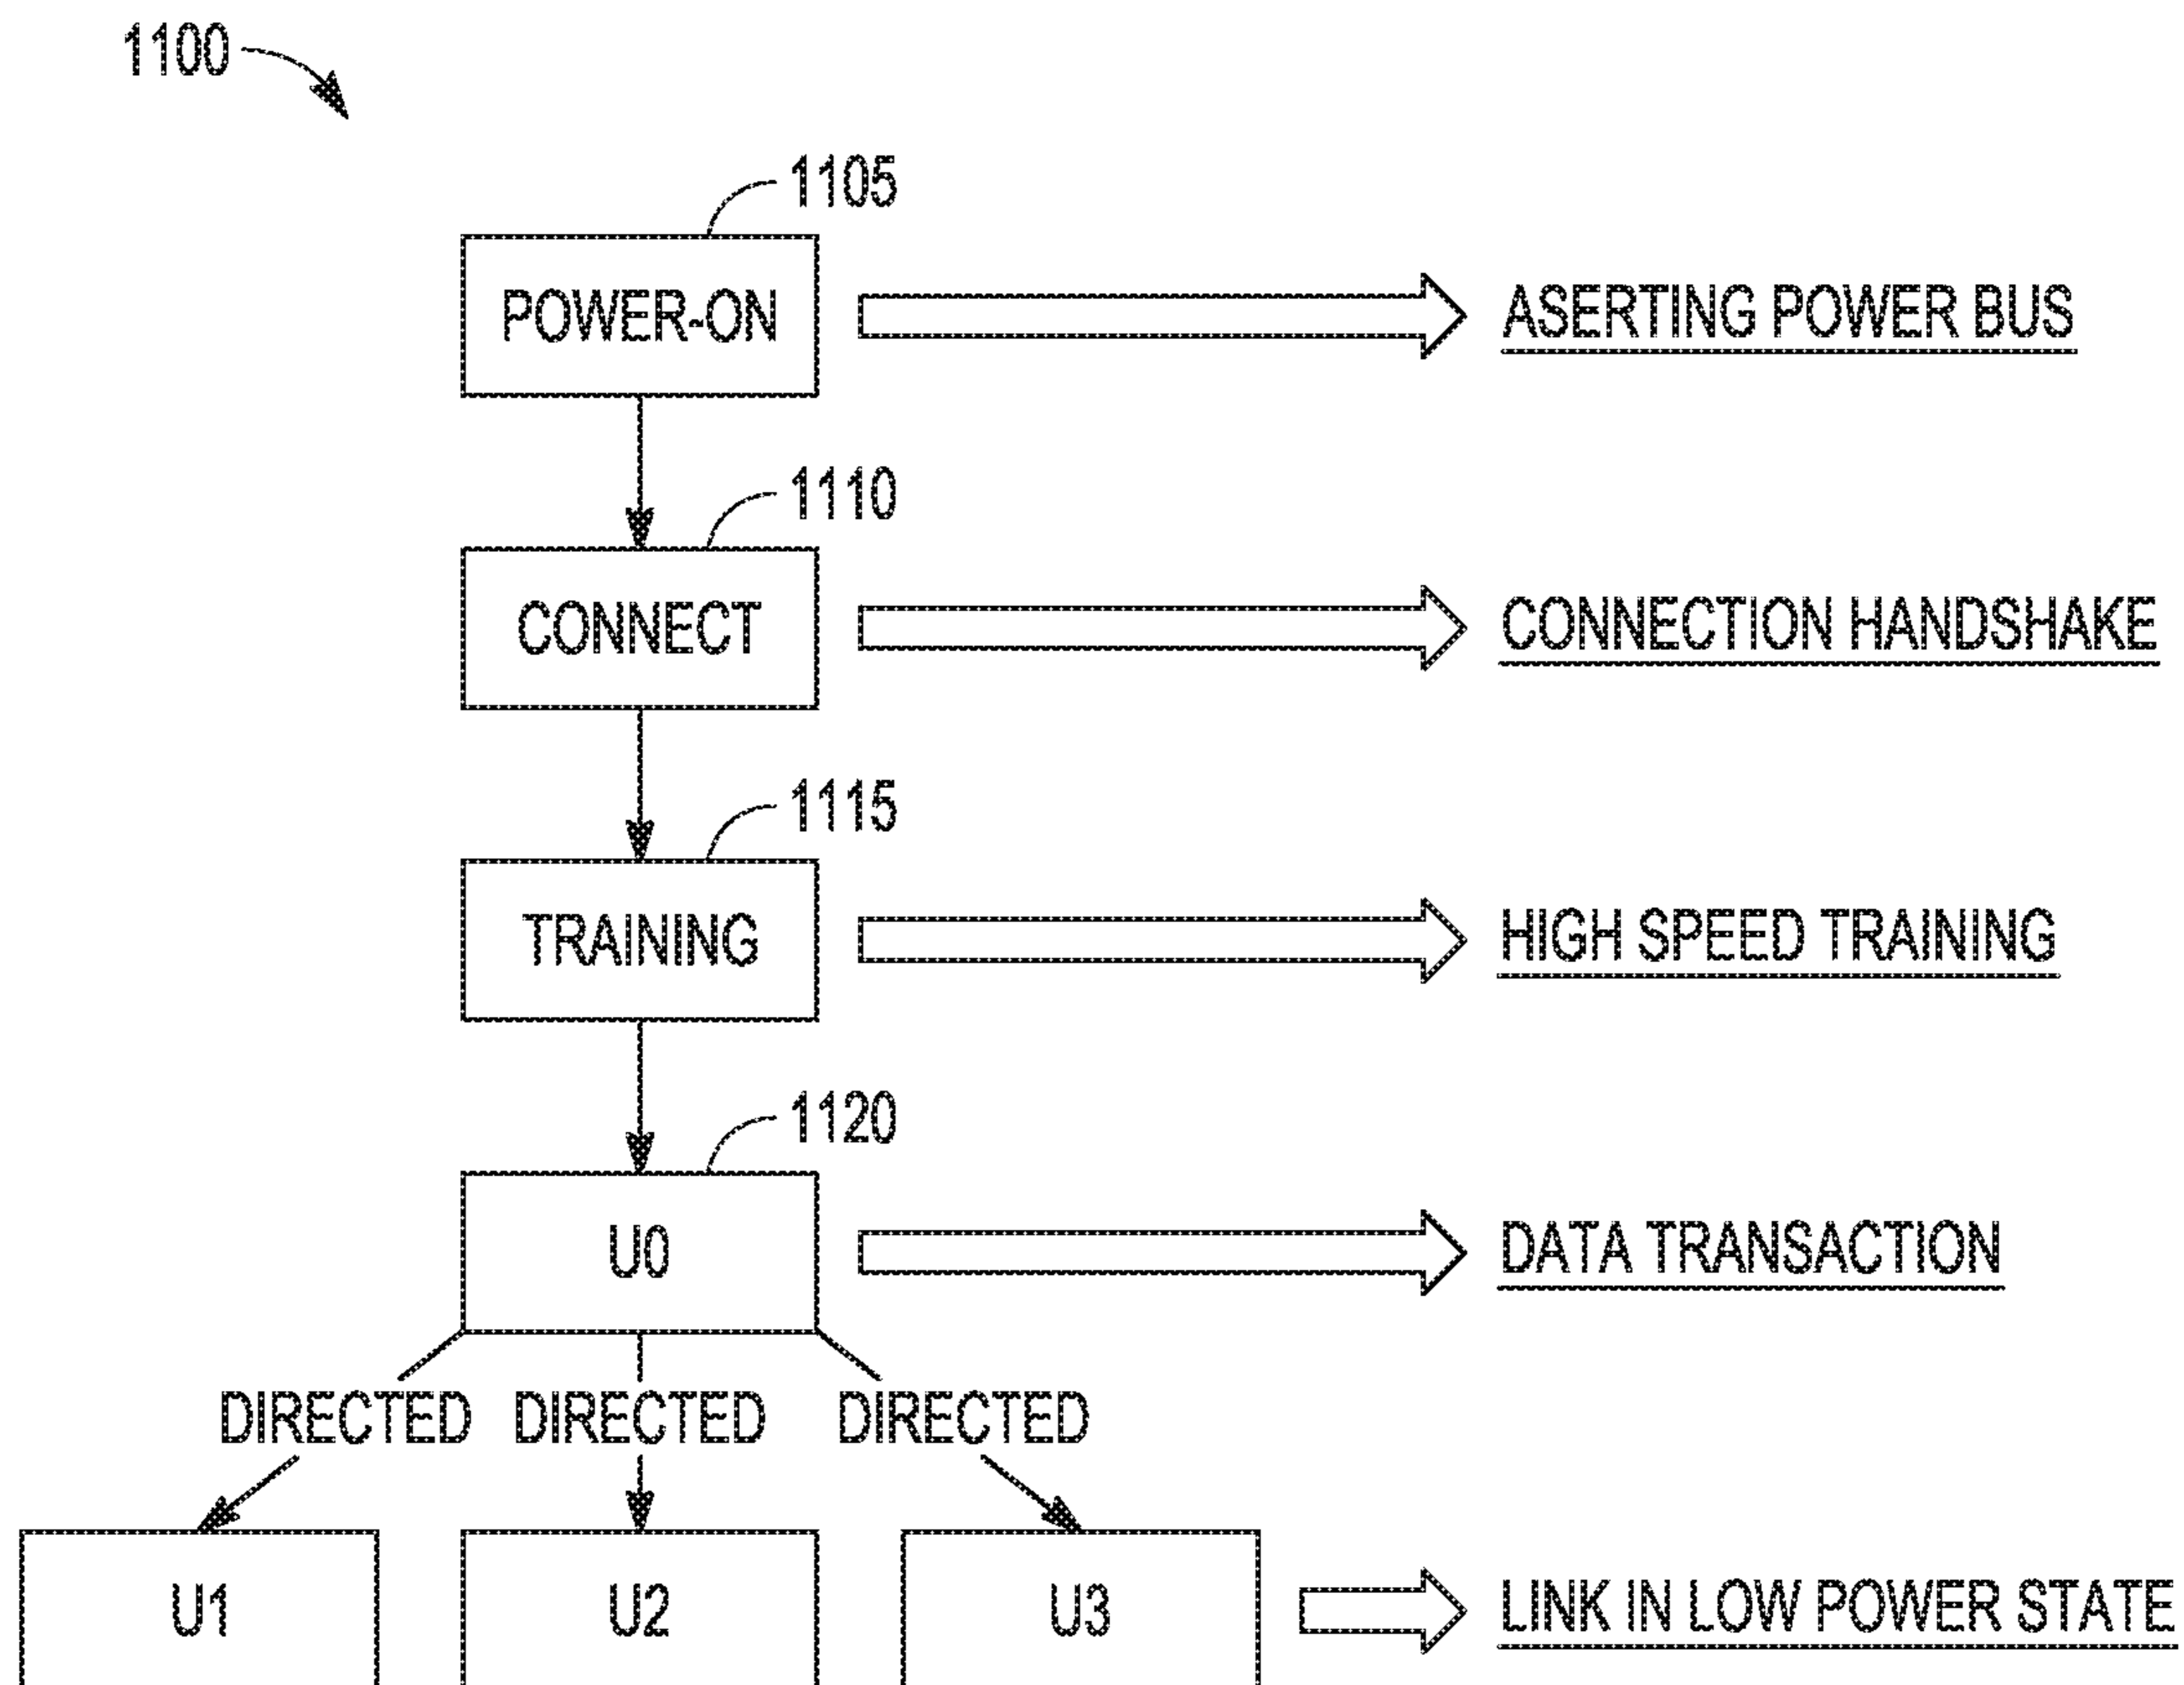 1100
1105
POWER-ON
ASERTING POWER BUS
1110
CONNECT
CONNECTION HANDSHAKE
1115
TRAINING
HIGH SPEED TRAINING
1120
U0
DATA TRANSACTION
DIRECTED DIRECTED DIRECTED
U1
U2
U3
LINK IN LOW POWER STATE